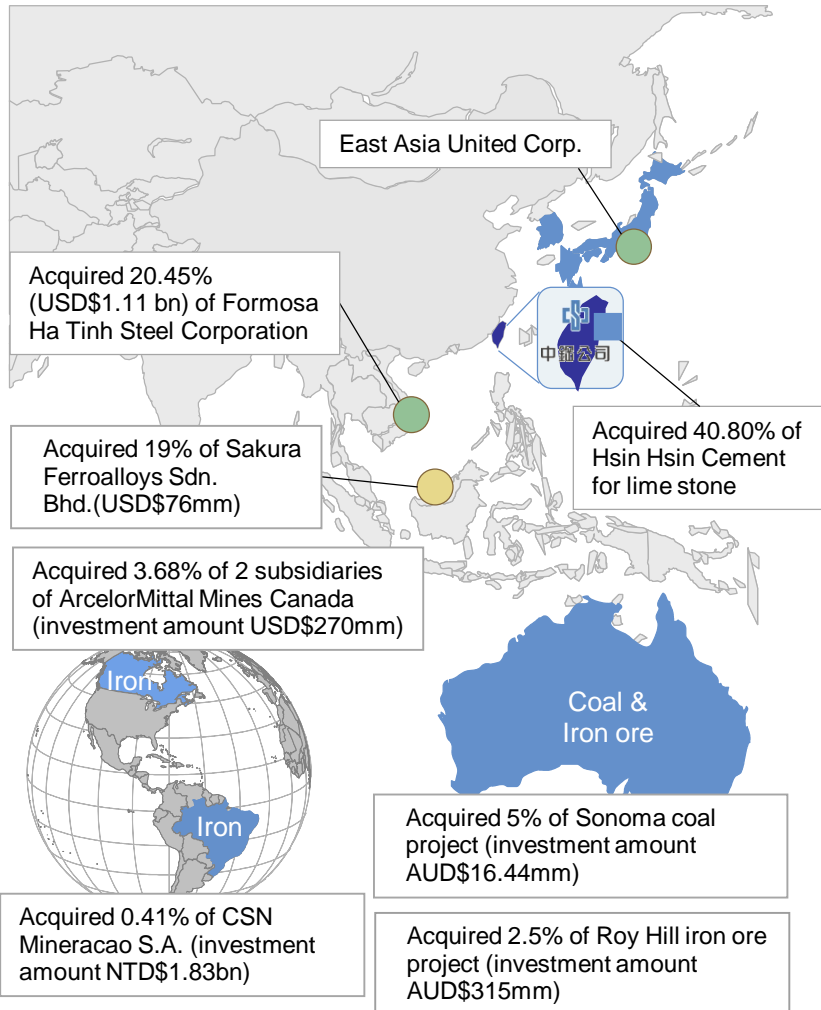 East Asia United Corp.
Acquired 20.45%
(USD$1.11 bn) of Formosa
Ha Tinh Steel Corporation
中鋼公司
Acquired 40.80% of
Hsin Hsin Cement
for lime stone
Acquired 19% of Sakura
Ferroalloys Sdn.
Bhd.(USD$76mm)
Acquired 3.68% of 2 subsidiaries
of ArcelorMittal Mines Canada
(investment amount USD$270mm)
Iron
Coal &
Iron ore
Iron
Acquired 5% of Sonoma coal
project (investment amount
AUD$16.44mm)
Acquired 0.41% of CSN
Mineracao S.A. (investment
amount NTD$1.83bn)
Acquired 2.5% of Roy Hill iron ore
project (investment amount
AUD$315mm)